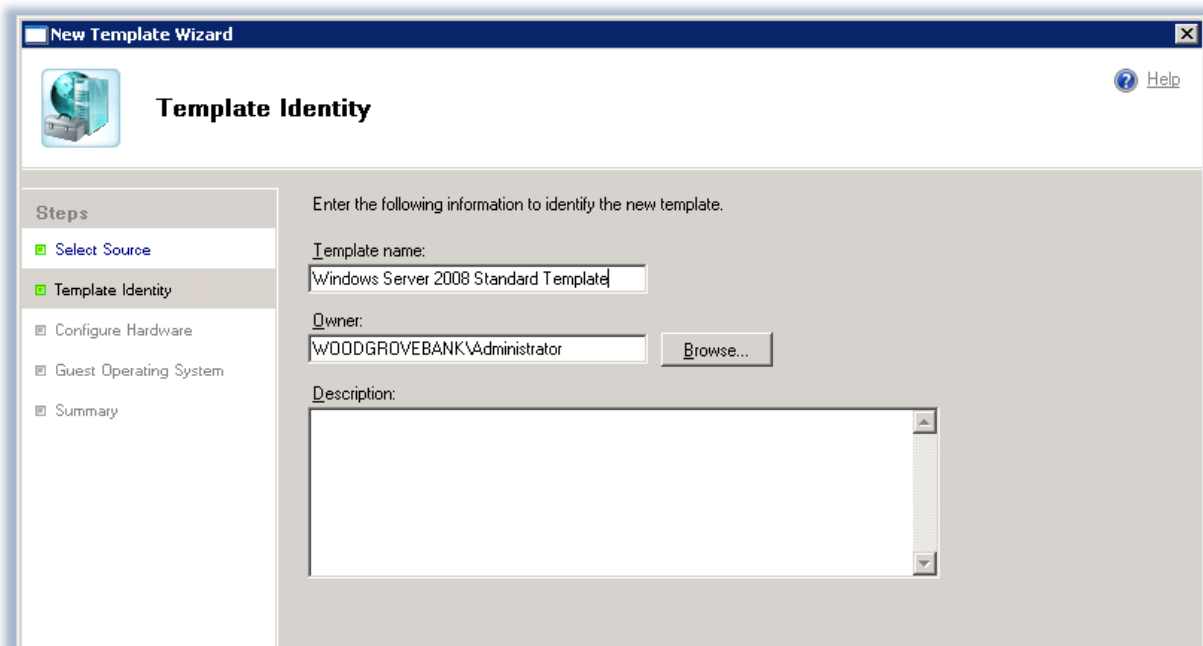 New Template Wizard
Template Identity
Help
Steps
Select Source
Template Identity
Configure Hardware
Guest Operating System
Summary
Enter the following information to identify the new template.
Template name:
Windows Server 2008 Standard Template
Owner:
WOODGROVEBANK\Administrator
Browse...
Description: